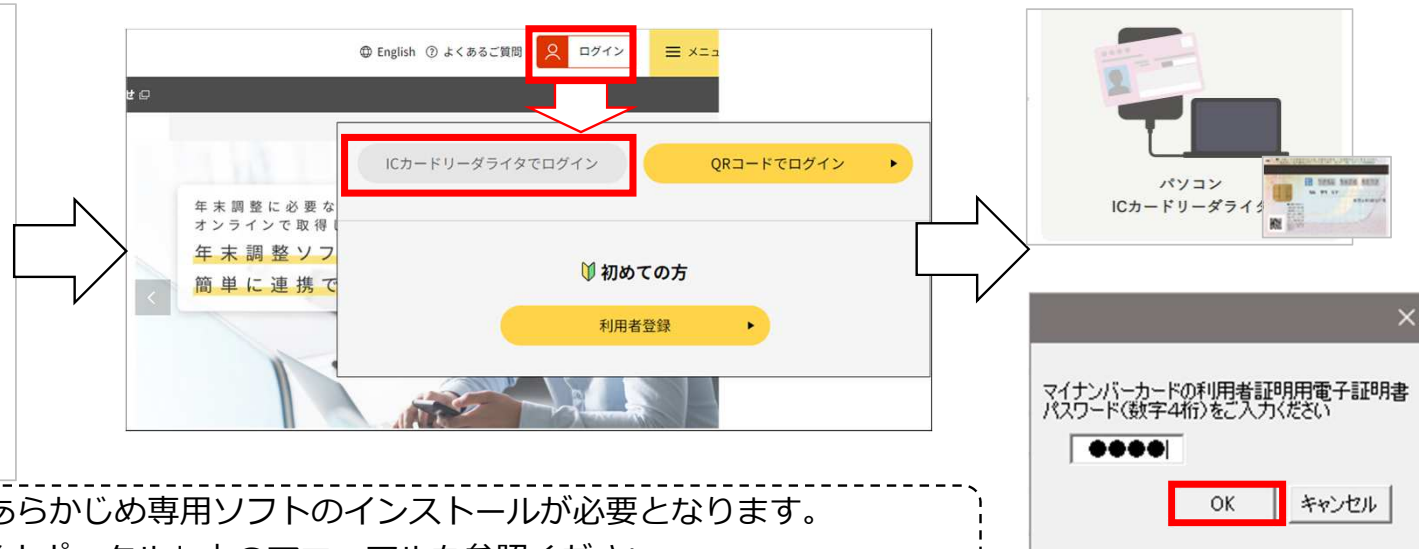 English よくあるご質問 ログイン メニュ
せ
ICカードリーダライタでログイン QRコードでログイン
年末調整に必要な
オンラインで取得し
年末調整ソフ
簡単に連携で
初めての方
利用者登録
パソコン
ICカードリーダライタ
マイナンバーカードの利用者証明用電子証明書
パスワード(数字4桁)をご入力ください
●●●●
OK キャンセル
あらかじめ専用ソフトのインストールが必要となります。